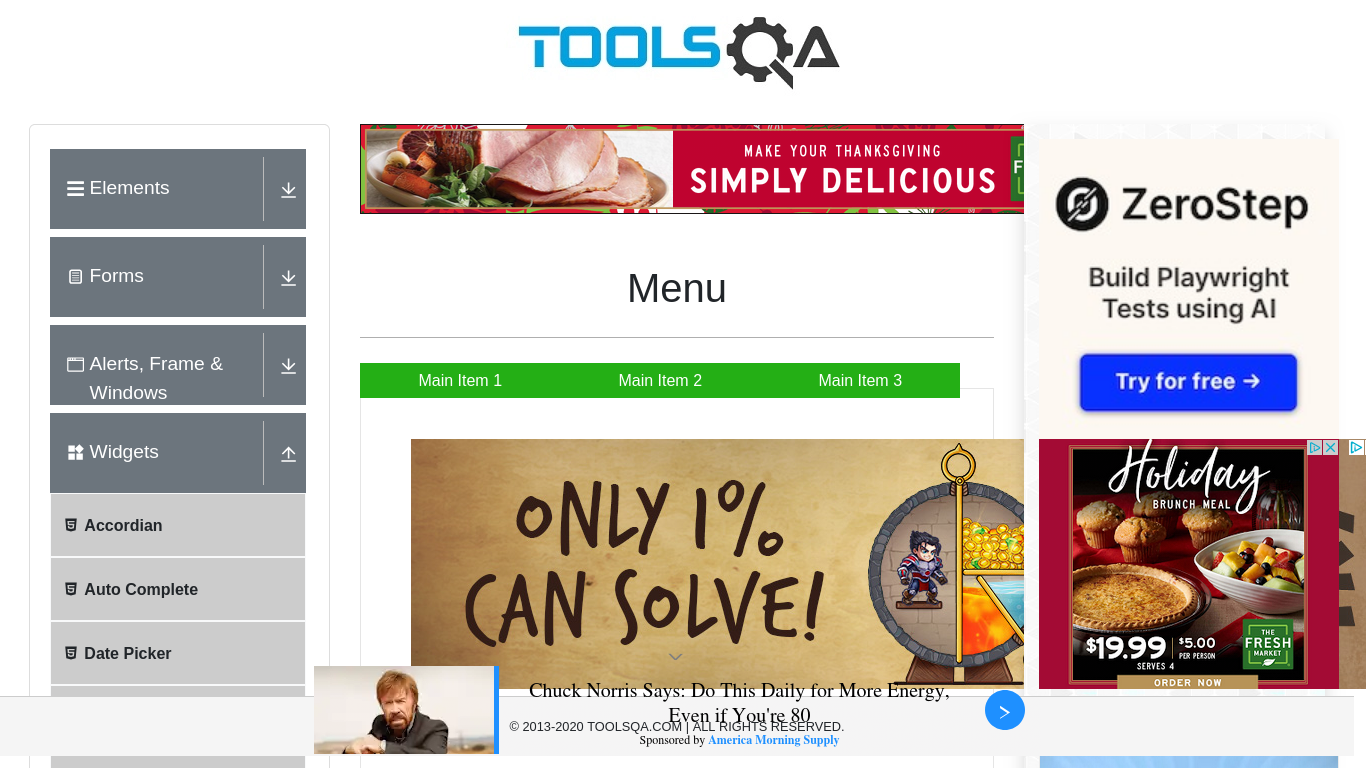 TOOLSQA
Elements
Forms
Alerts, Frame &
Windows
Widgets
Accordian
Auto Complete
Date Picker
MAKE YOUR THANKSGIVING
SIMPLY DELICIOUS
Menu
Main Item 1
Main Item 2
Main Item 3
ONLY 1%
CAN SOLVE!
ZeroStep
Build Playwright
Tests using AI
Try for free →
Holiday
BRUNCH MEAL
$19.99
SERVES 4
$5.00
PER PERSON
THE
FRESH
MARKET
ORDER NOW
Chuck Norris Says: Do This Daily for More Energy,
Even if You're 80
© 2013-2020 TOOLSQA.COM | ALL RIGHTS RESERVED.
Sponsored by America Morning Supply